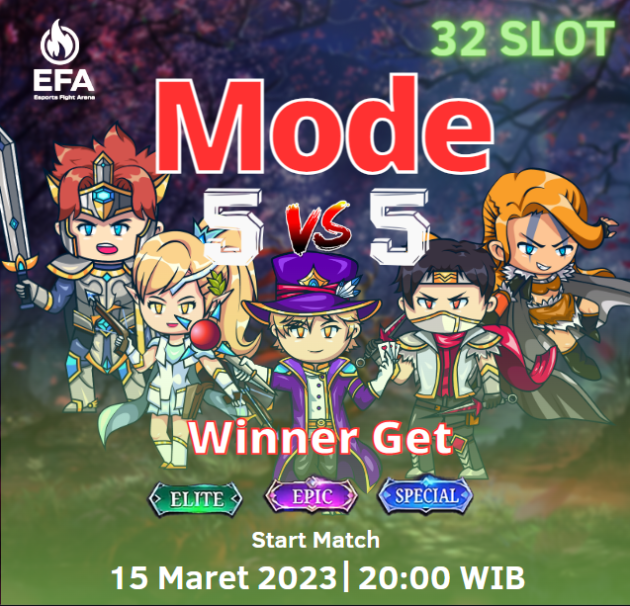 32 SLOT
EFA
Esports Fight Arena
Mode
5 VS 5
Winner Get
ELITE EPIC SPECIAL
Start Match
15 Maret 2023| 20:00 WIB